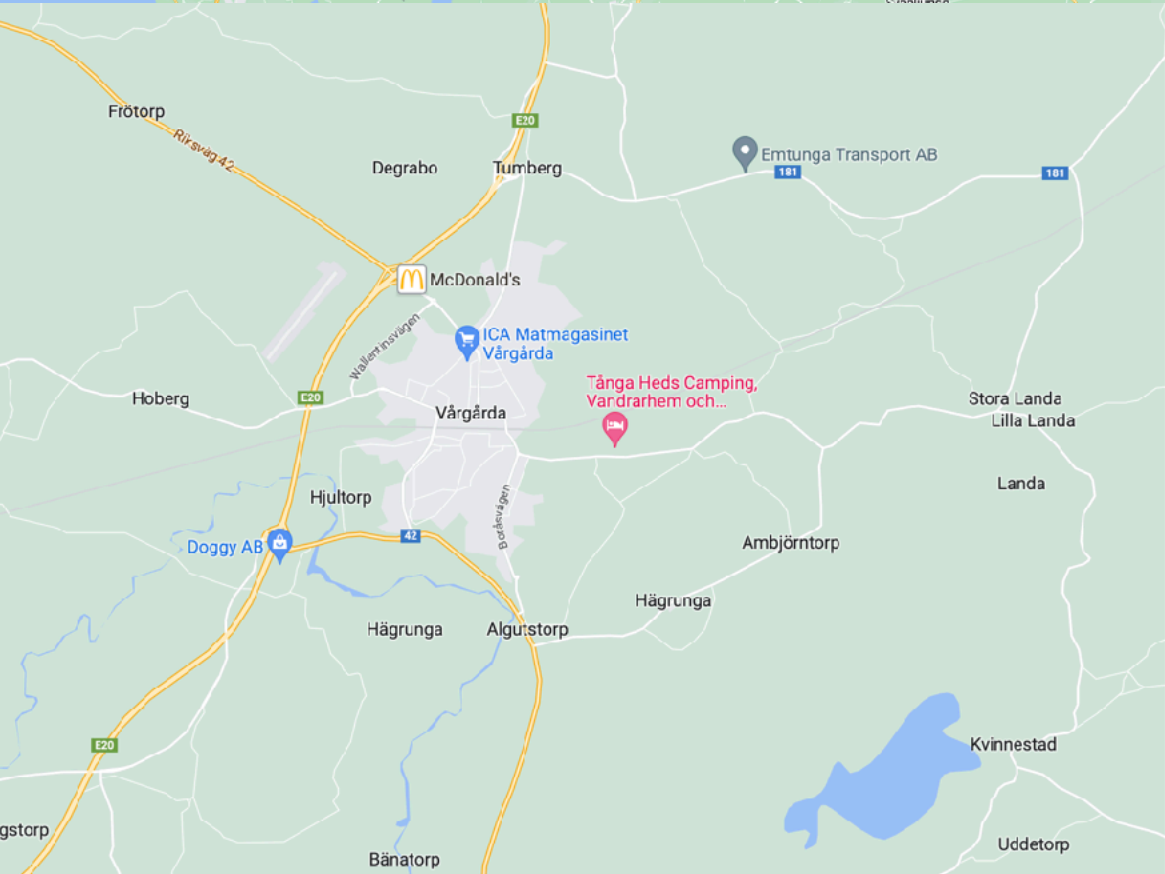 Frötorp
Riksväg 42
E20
Degrabo
Tumberg
Emtunga Transport AB
181
181
McDonald's
ICA Matmagasinet
Vårgårda
Wallentinsvägen
Tånga Heds Camping,
Vandrarhem och...
E20
Hoberg
Vårgårda
Stora Landa
Lilla Landa
Hjultorp
Landa
Boråsvägen
42
Doggy AB
Ambjörntorp
Hägrunga
Hägrunga
Algutstorp
E20
Kvinnestad
gstorp
Bänatorp
Uddetorp